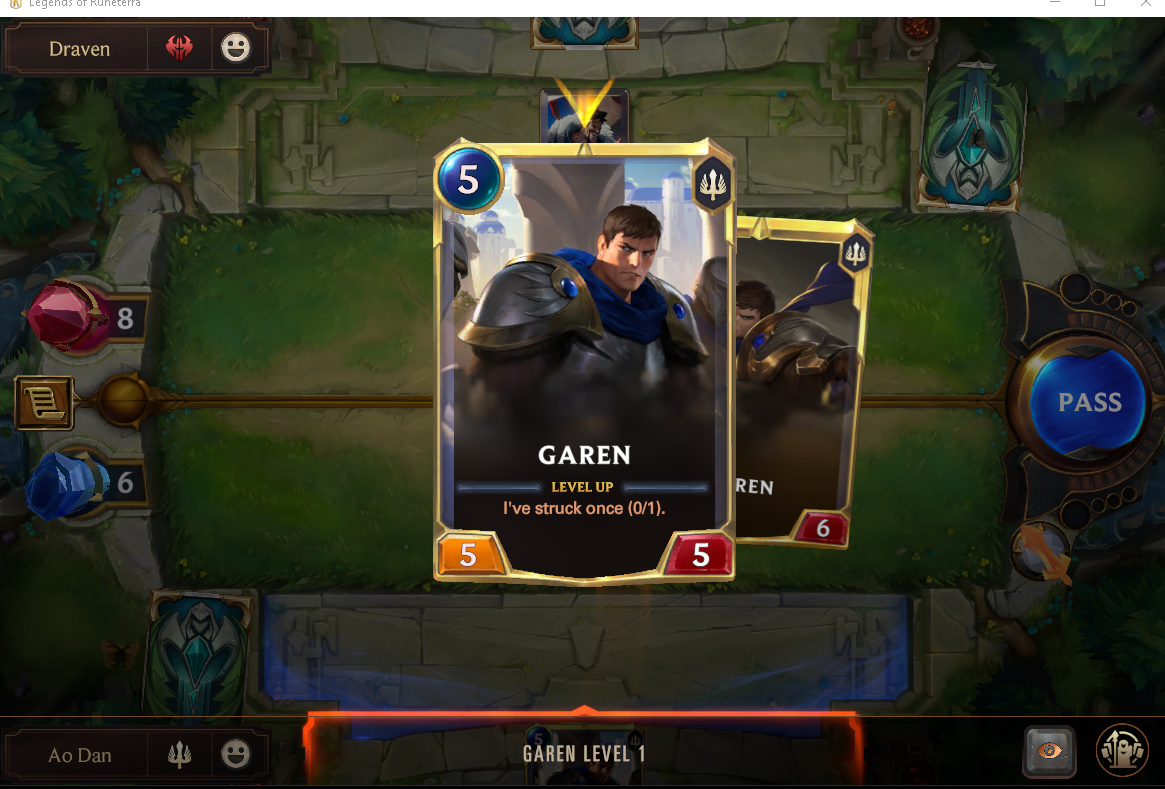 Legends of Runeterra
Draven
5
8
GAREN
LEVEL UP
I've struck once (0/1).
5
5
REN
6
PASS
6
Ao Dan
5
GAREN LEVEL 1